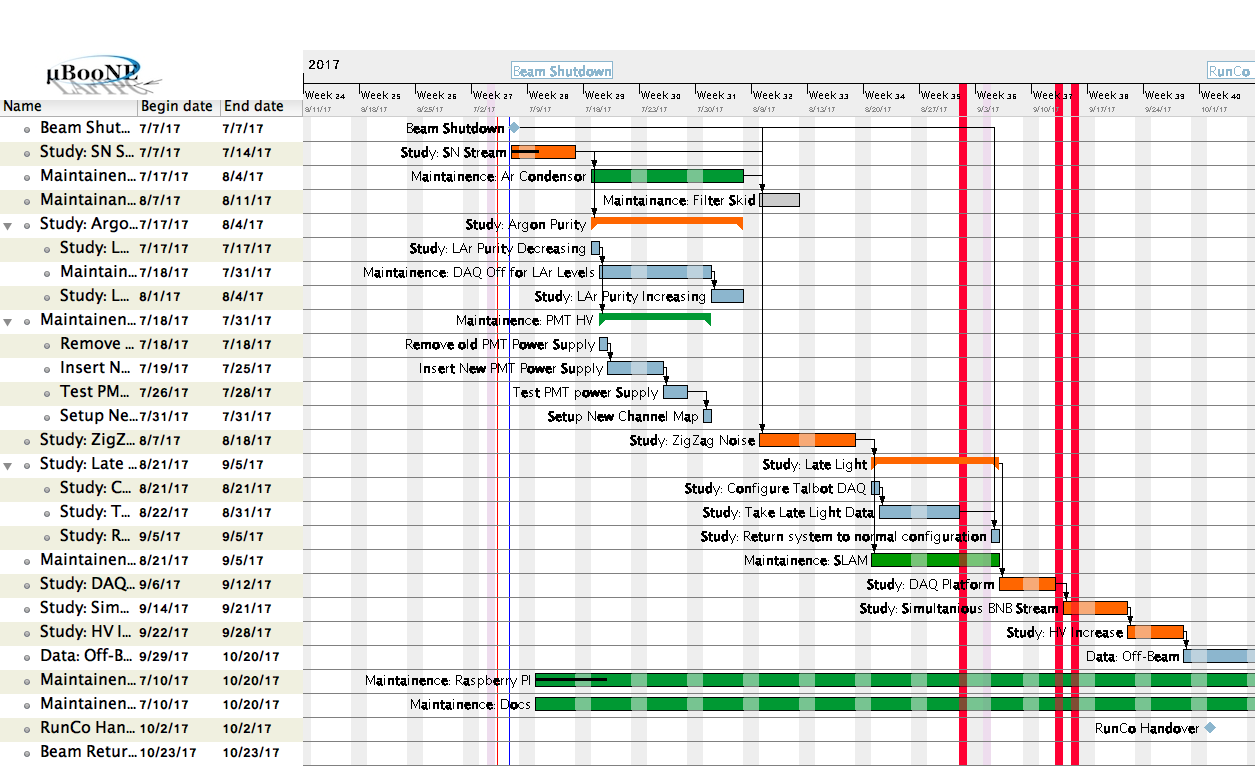 2017
Beam Shutdown
RunCo
µBooNE
LArTPC
Week 24 Week 25 Week 26 Week 27 Week 28 Week 29 Week 30 Week 31 Week 32 Week 33 Week 34 Week 35 Week 36 Week 37 Week 38 Week 39 Week 40
Name Begin date End date
6/11/17 6/18/17 6/25/17 7/2/17 7/9/17 7/16/17 7/23/17 7/30/17 8/6/17 8/13/17 8/20/17 8/27/17 9/3/17 9/10/17 9/17/17 9/24/17 10/1/17
Beam Shut... 7/7/17 7/7/17 Beam Shutdown
Study: SN S... 7/7/17 7/14/17 Study: SN Stream
Maintainen... 7/17/17 8/4/17 Maintainence: Ar Condensor
Maintainan... 8/7/17 8/11/17 Maintainance: Filter Skid
Study: Argo... 7/17/17 8/4/17 Study: Argon Purity
Study: L... 7/17/17 7/17/17 Study: LAr Purity Decreasing
Maintain... 7/18/17 7/31/17 Maintainence: DAQ Off for LAr Levels
Study: L... 8/1/17 8/4/17 Study: LAr Purity Increasing
Maintainen... 7/18/17 7/31/17 Maintainence: PMT HV
Remove ... 7/18/17 7/18/17 Remove old PMT Power Supply
Insert N... 7/19/17 7/25/17 Insert New PMT Power Supply
Test PM... 7/26/17 7/28/17 Test PMT power Supply
Setup Ne... 7/31/17 7/31/17 Setup New Channel Map
Study: ZigZ... 8/7/17 8/18/17 Study: ZigZag Noise
Study: Late ... 8/21/17 9/5/17 Study: Late Light
Study: C... 8/21/17 8/21/17 Study: Configure Talbot DAQ
Study: T... 8/22/17 8/31/17 Study: Take Late Light Data
Study: R... 9/5/17 9/5/17 Study: Return system to normal configuration
Maintainen... 8/21/17 9/5/17 Maintainence: SLAM
Study: DAQ... 9/6/17 9/12/17 Study: DAQ Platform
Study: Sim... 9/14/17 9/21/17 Study: Simultanious BNB Stream
Study: HV I... 9/22/17 9/28/17 Study: HV Increase
Data: Off-B... 9/29/17 10/20/17 Data: Off-Beam
Maintainen... 7/10/17 10/20/17 Maintainence: Raspberry PI
Maintainen... 7/10/17 10/20/17 Maintainence: Docs
RunCo Han... 10/2/17 10/2/17 RunCo Handover
Beam Retur... 10/23/17 10/23/17